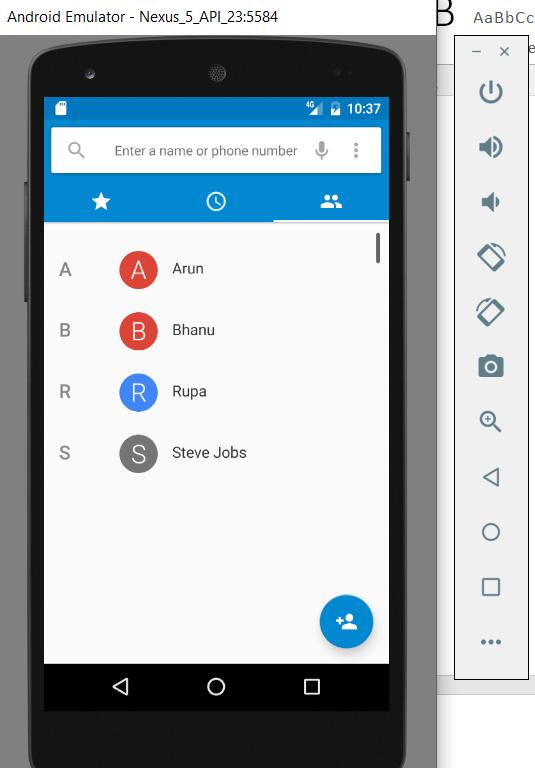 Android Emulator - Nexus_5_API_23:5584
B AaBbCc
4G 10:37
Enter a name or phone number
A A Arun
B B Bhanu
R R Rupa
S S Steve Jobs